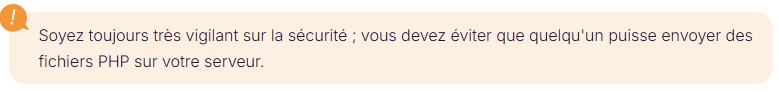 Soyez toujours très vigilant sur la sécurité ; vous devez éviter que quelqu'un puisse envoyer des
fichiers PHP sur votre serveur.